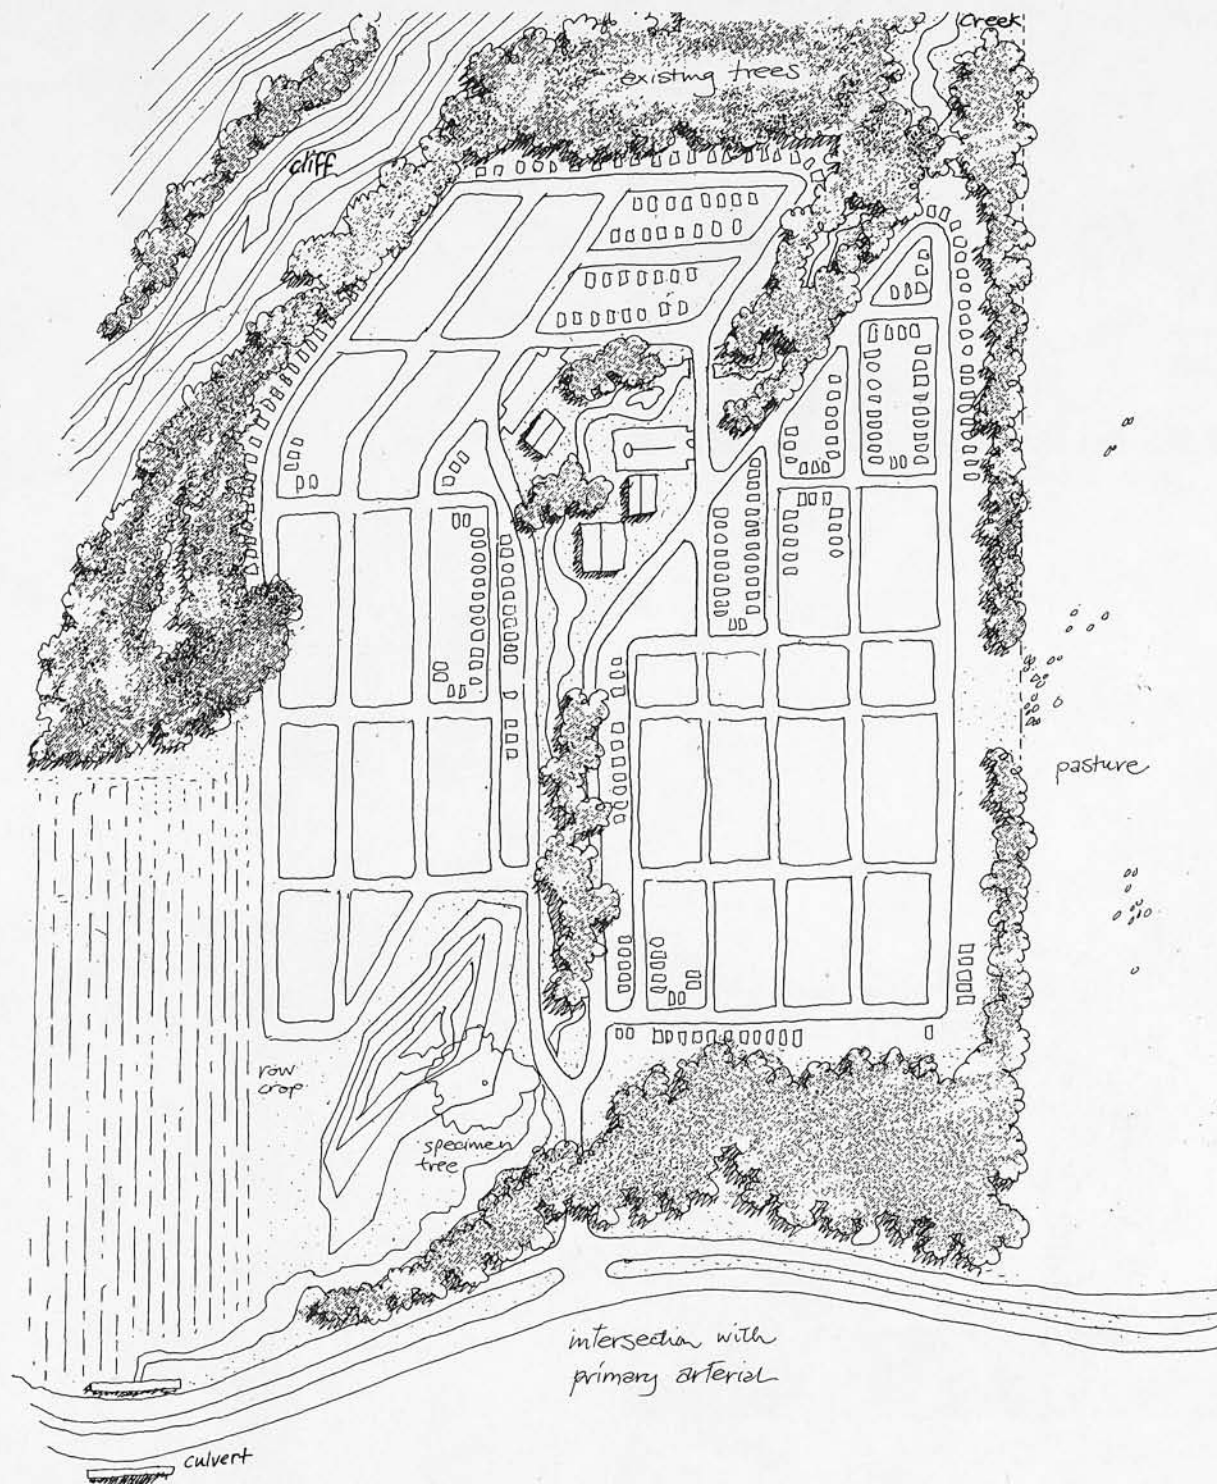 creek
existing trees
cliff
pasture
row
crop
specimen
tree
intersection with
primary arterial
culvert